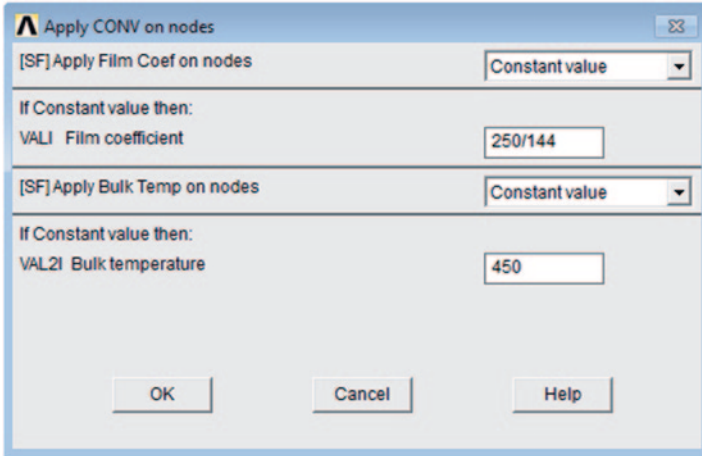 Apply CONV on nodes
[SF] Apply Film Coef on nodes Constant value
If Constant value then:
VALI Film coefficient 250/144
[SF] Apply Bulk Temp on nodes Constant value
If Constant value then:
VAL2I Bulk temperature 450
OK Cancel Help